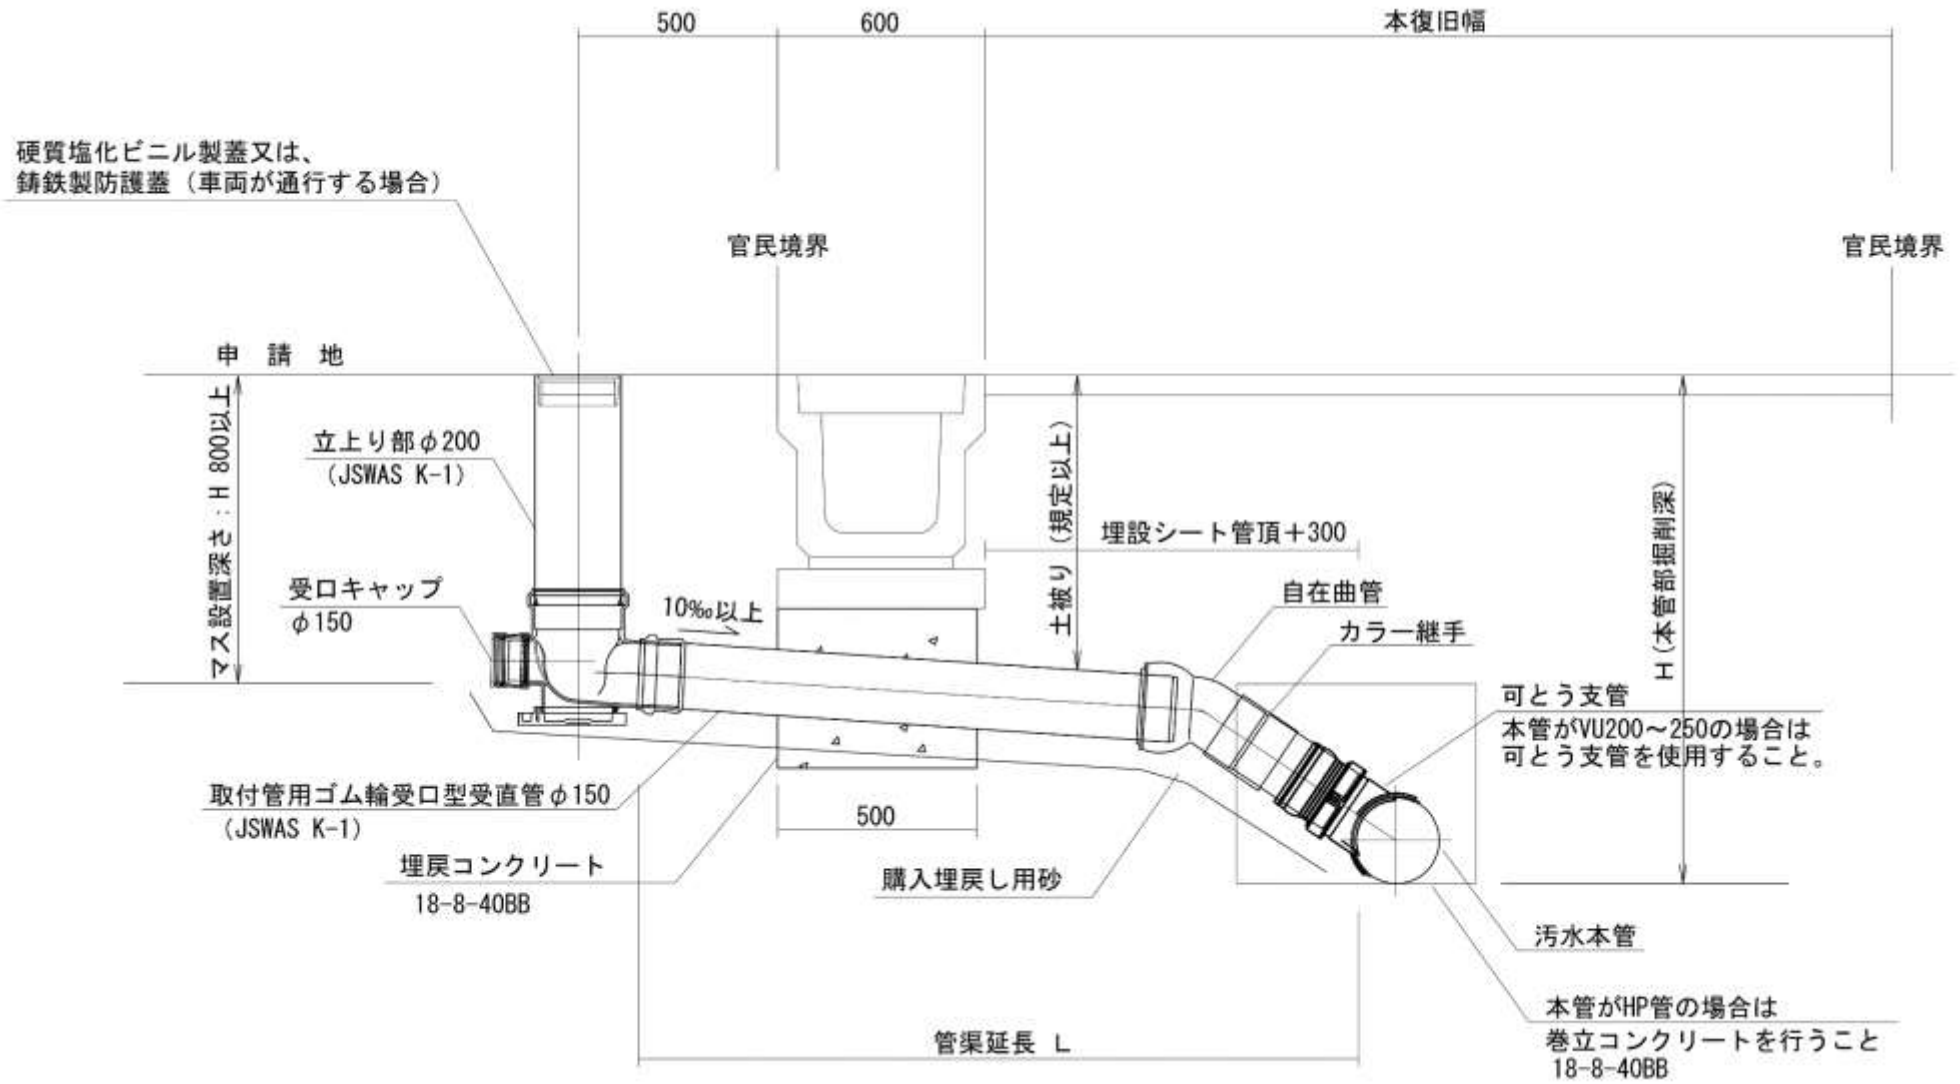 500
600
本復旧幅
硬質塩化ビニル製蓋又は、
鋳鉄製防護蓋（車両が通行する場合）
官民境界
官民境界
申　請　地
マス設置深さ：H 800以上
立上り部φ200
（JSWAS K-1）
土被り（規定以上）
埋設シート管頂＋300
H（本管部掘削深）
受口キャップ
φ150
10‰以上
自在曲管
カラー継手
可とう支管
本管がVU200～250の場合は
可とう支管を使用すること。
取付管用ゴム輪受口型受直管φ150
（JSWAS K-1）
500
埋戻コンクリート
18-8-40BB
購入埋戻し用砂
汚水本管
本管がHP管の場合は
巻立コンクリートを行うこと
18-8-40BB
管渠延長　L